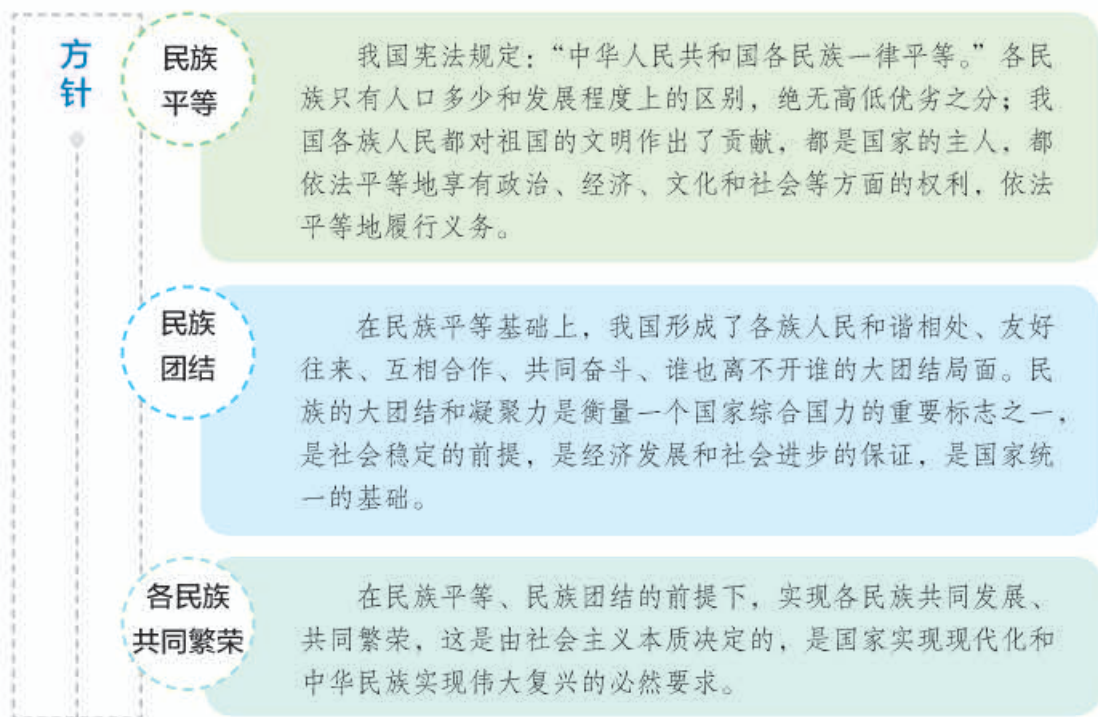 方
针
民族
平等
我国宪法规定：“中华人民共和国各民族一律平等。”各民
族只有人口多少和发展程度上的区别，绝无高低优劣之分；我
国各族人民都对祖国的文明作出了贡献，都是国家的主人，都
依法平等地享有政治、经济、文化和社会等方面的权利，依法
平等地履行义务。
民族
团结
在民族平等基础上，我国形成了各族人民和谐相处、友好
往来、互相合作、共同奋斗、谁也离不开谁的大团结局面。民
族的大团结和凝聚力是衡量一个国家综合国力的重要标志之一，
是社会稳定的前提，是经济发展和社会进步的保证，是国家统
一的基础。
各民族
共同繁荣
在民族平等、民族团结的前提下，实现各民族共同发展、
共同繁荣，这是由社会主义本质决定的，是国家实现现代化和
中华民族实现伟大复兴的必然要求。